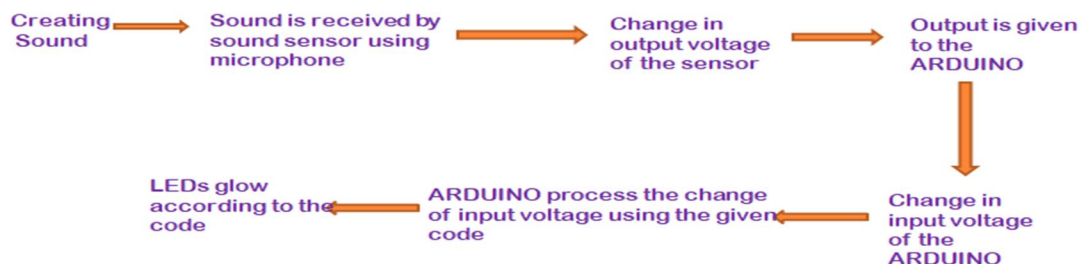 Creating
Sound
Sound is received by
sound sensor using
microphone
Change in
output voltage
of the sensor
Output is given
to the
ARDUINO
Change in
input voltage
of the
ARDUINO
ARDUINO process the change
of input voltage using the given
code
LEDs glow
according to the
code